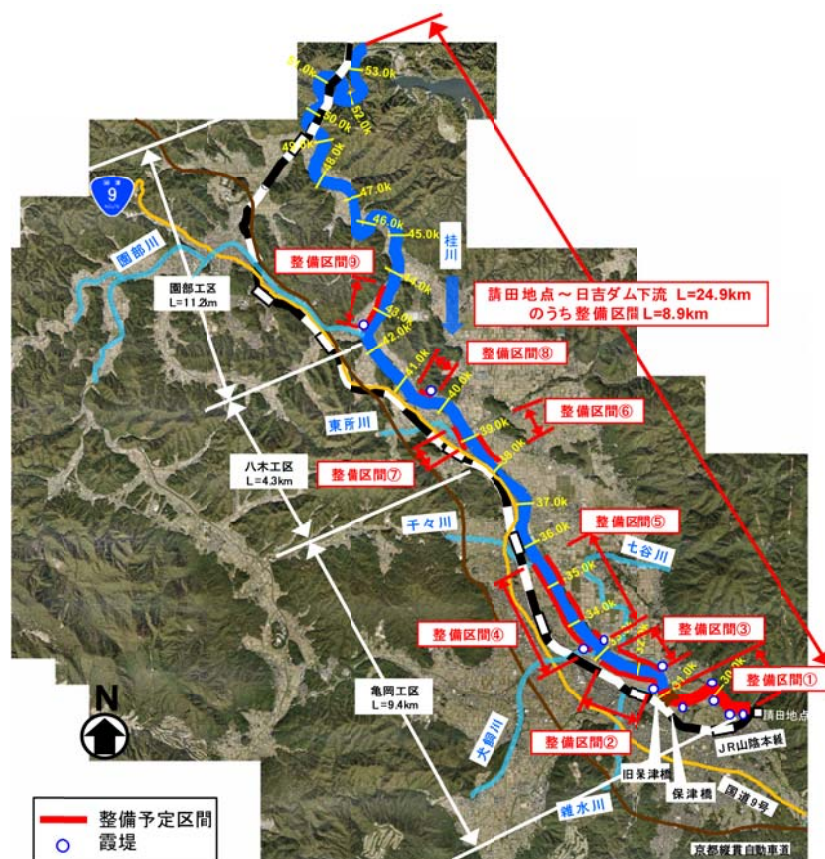 51.0k
53.0k
52.0k
50.0k
49.0k
48.0k
47.0k
46.0k
45.0k
44.0k
43.0k
42.0k
41.0k
40.0k
39.0k
38.0k
37.0k
36.0k
35.0k
34.0k
31.0k
30.0k
9
園部川
桂川
整備区間⑨
園部工区
L=11.2km
請田地点～日吉ダム下流 L=24.9km
のうち整備区間L=8.9km
整備区間⑧
整備区間⑥
東所川
八木工区
L=4.3km
整備区間⑦
千々川
整備区間⑤
七谷川
整備区間④
整備区間③
整備区間①
亀岡工区
L=9.4km
N
犬飼川
整備区間②
請田地点
JR山陰本線
旧保津橋
保津橋
国道9号
雑水川
整備予定区間
霞堤
京都縦貫自動車道